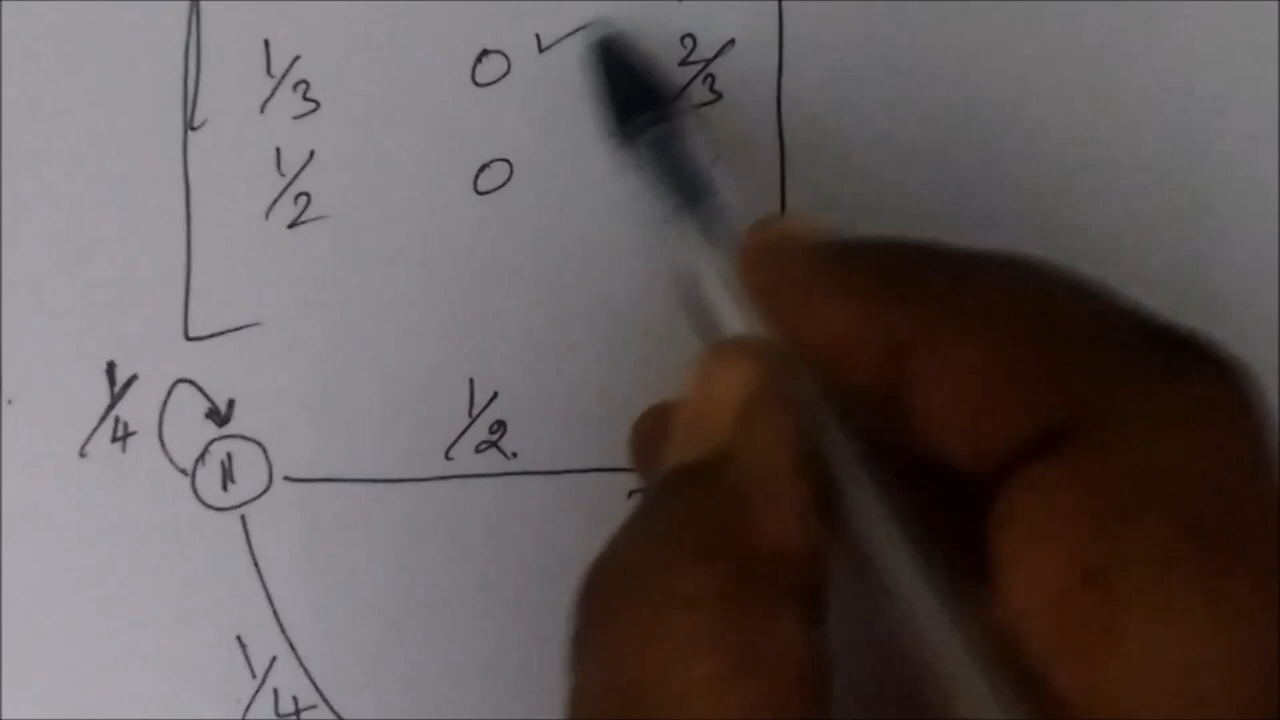 1/3 0 ✓ 2/3
1/2 0
1/4
1/2.
1/4